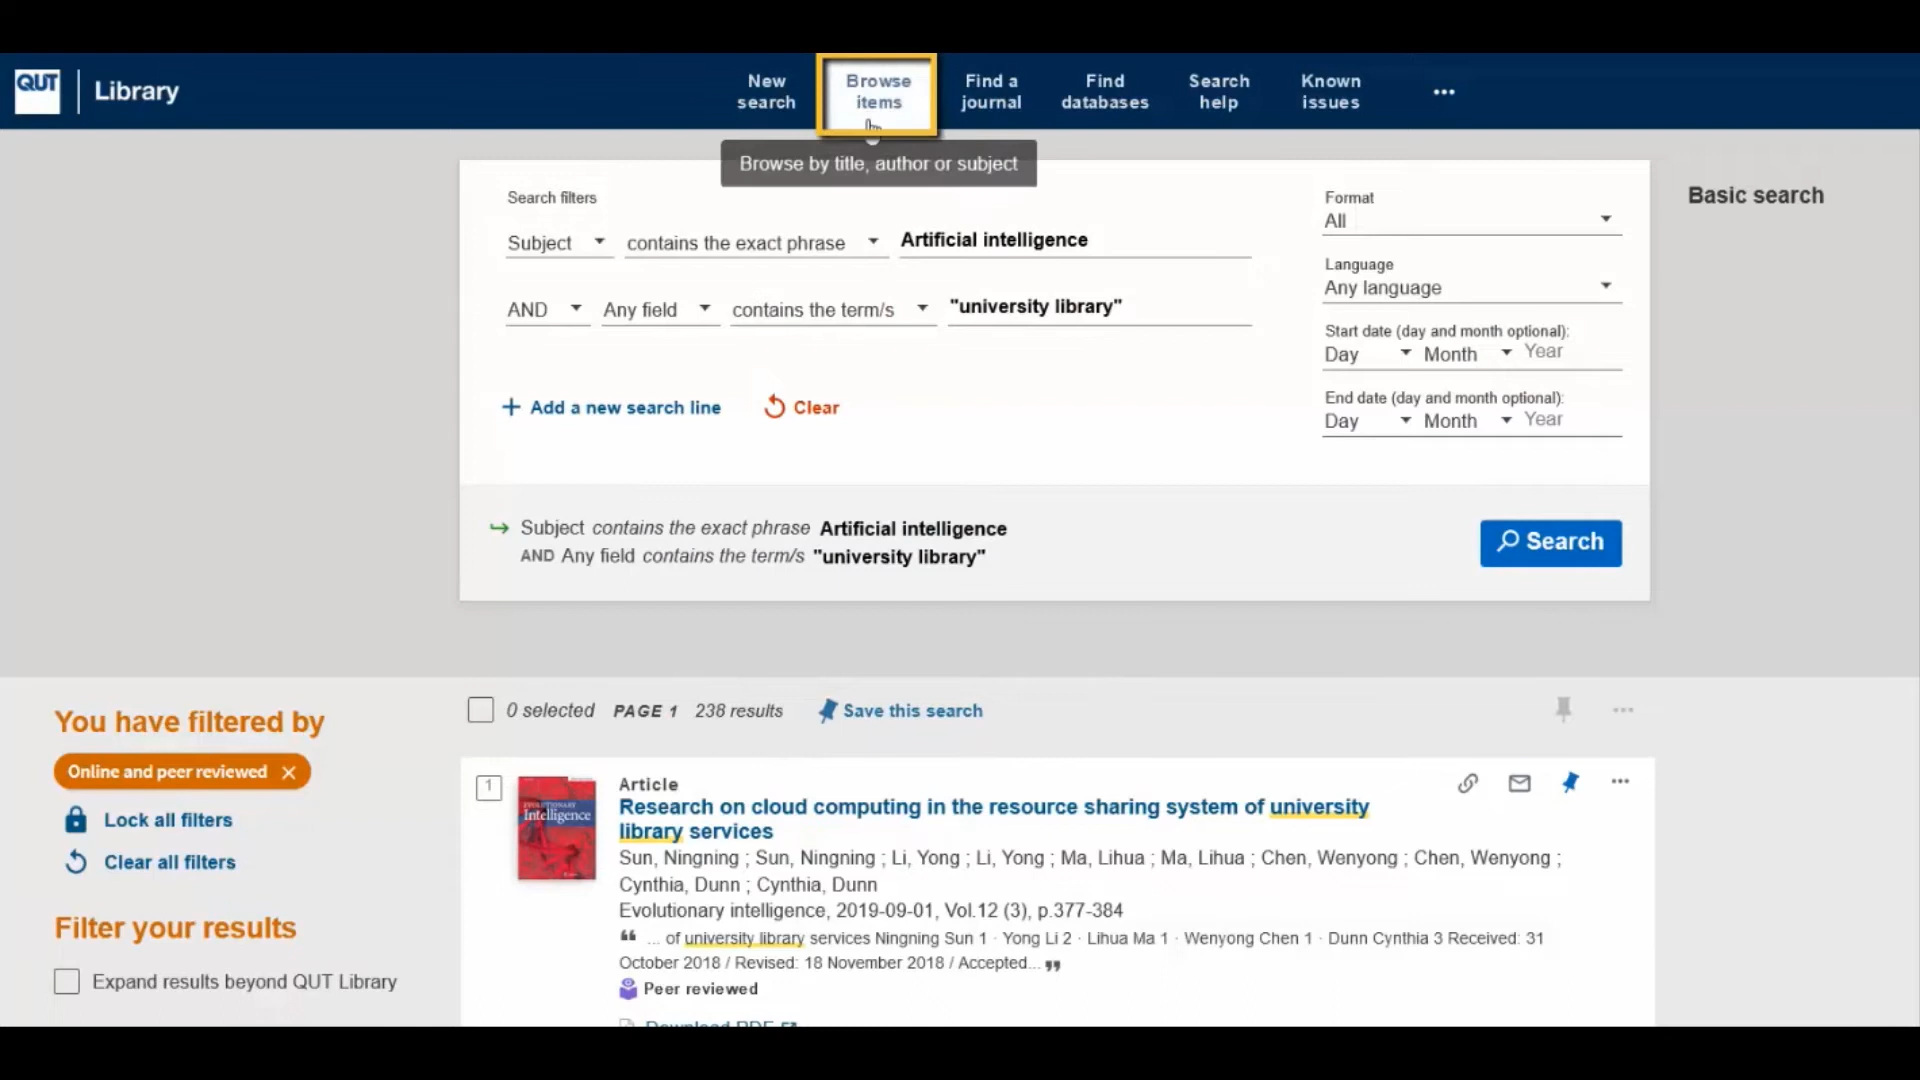 QUT
Library
New search
Browse items
Find a journal
Find databases
Search help
Known issues
Browse by title, author or subject
Basic search
Search filters
Subject contains the exact phrase Artificial intelligence
AND Any field contains the term/s "university library"
+ Add a new search line
Clear
Format
All
Language
Any language
Start date (day and month optional):
Day Month Year
End date (day and month optional):
Day Month Year
Subject contains the exact phrase Artificial intelligence
AND Any field contains the term/s "university library"
Search
You have filtered by
Online and peer reviewed
Lock all filters
Clear all filters
Filter your results
Expand results beyond QUT Library
0 selected PAGE 1 238 results Save this search
1
EVOLUTIONARY
Intelligence
Article
Research on cloud computing in the resource sharing system of university
library services
Sun, Ningning ; Sun, Ningning ; Li, Yong ; Li, Yong ; Ma, Lihua ; Ma, Lihua ; Chen, Wenyong ; Chen, Wenyong ;
Cynthia, Dunn ; Cynthia, Dunn
Evolutionary intelligence, 2019-09-01, Vol.12 (3), p.377-384
❝ ... of university library services Ningning Sun 1 · Yong Li 2 · Lihua Ma 1 · Wenyong Chen 1 · Dunn Cynthia 3 Received: 31
October 2018 / Revised: 18 November 2018 / Accepted... ❞
Peer reviewed
Download PDF